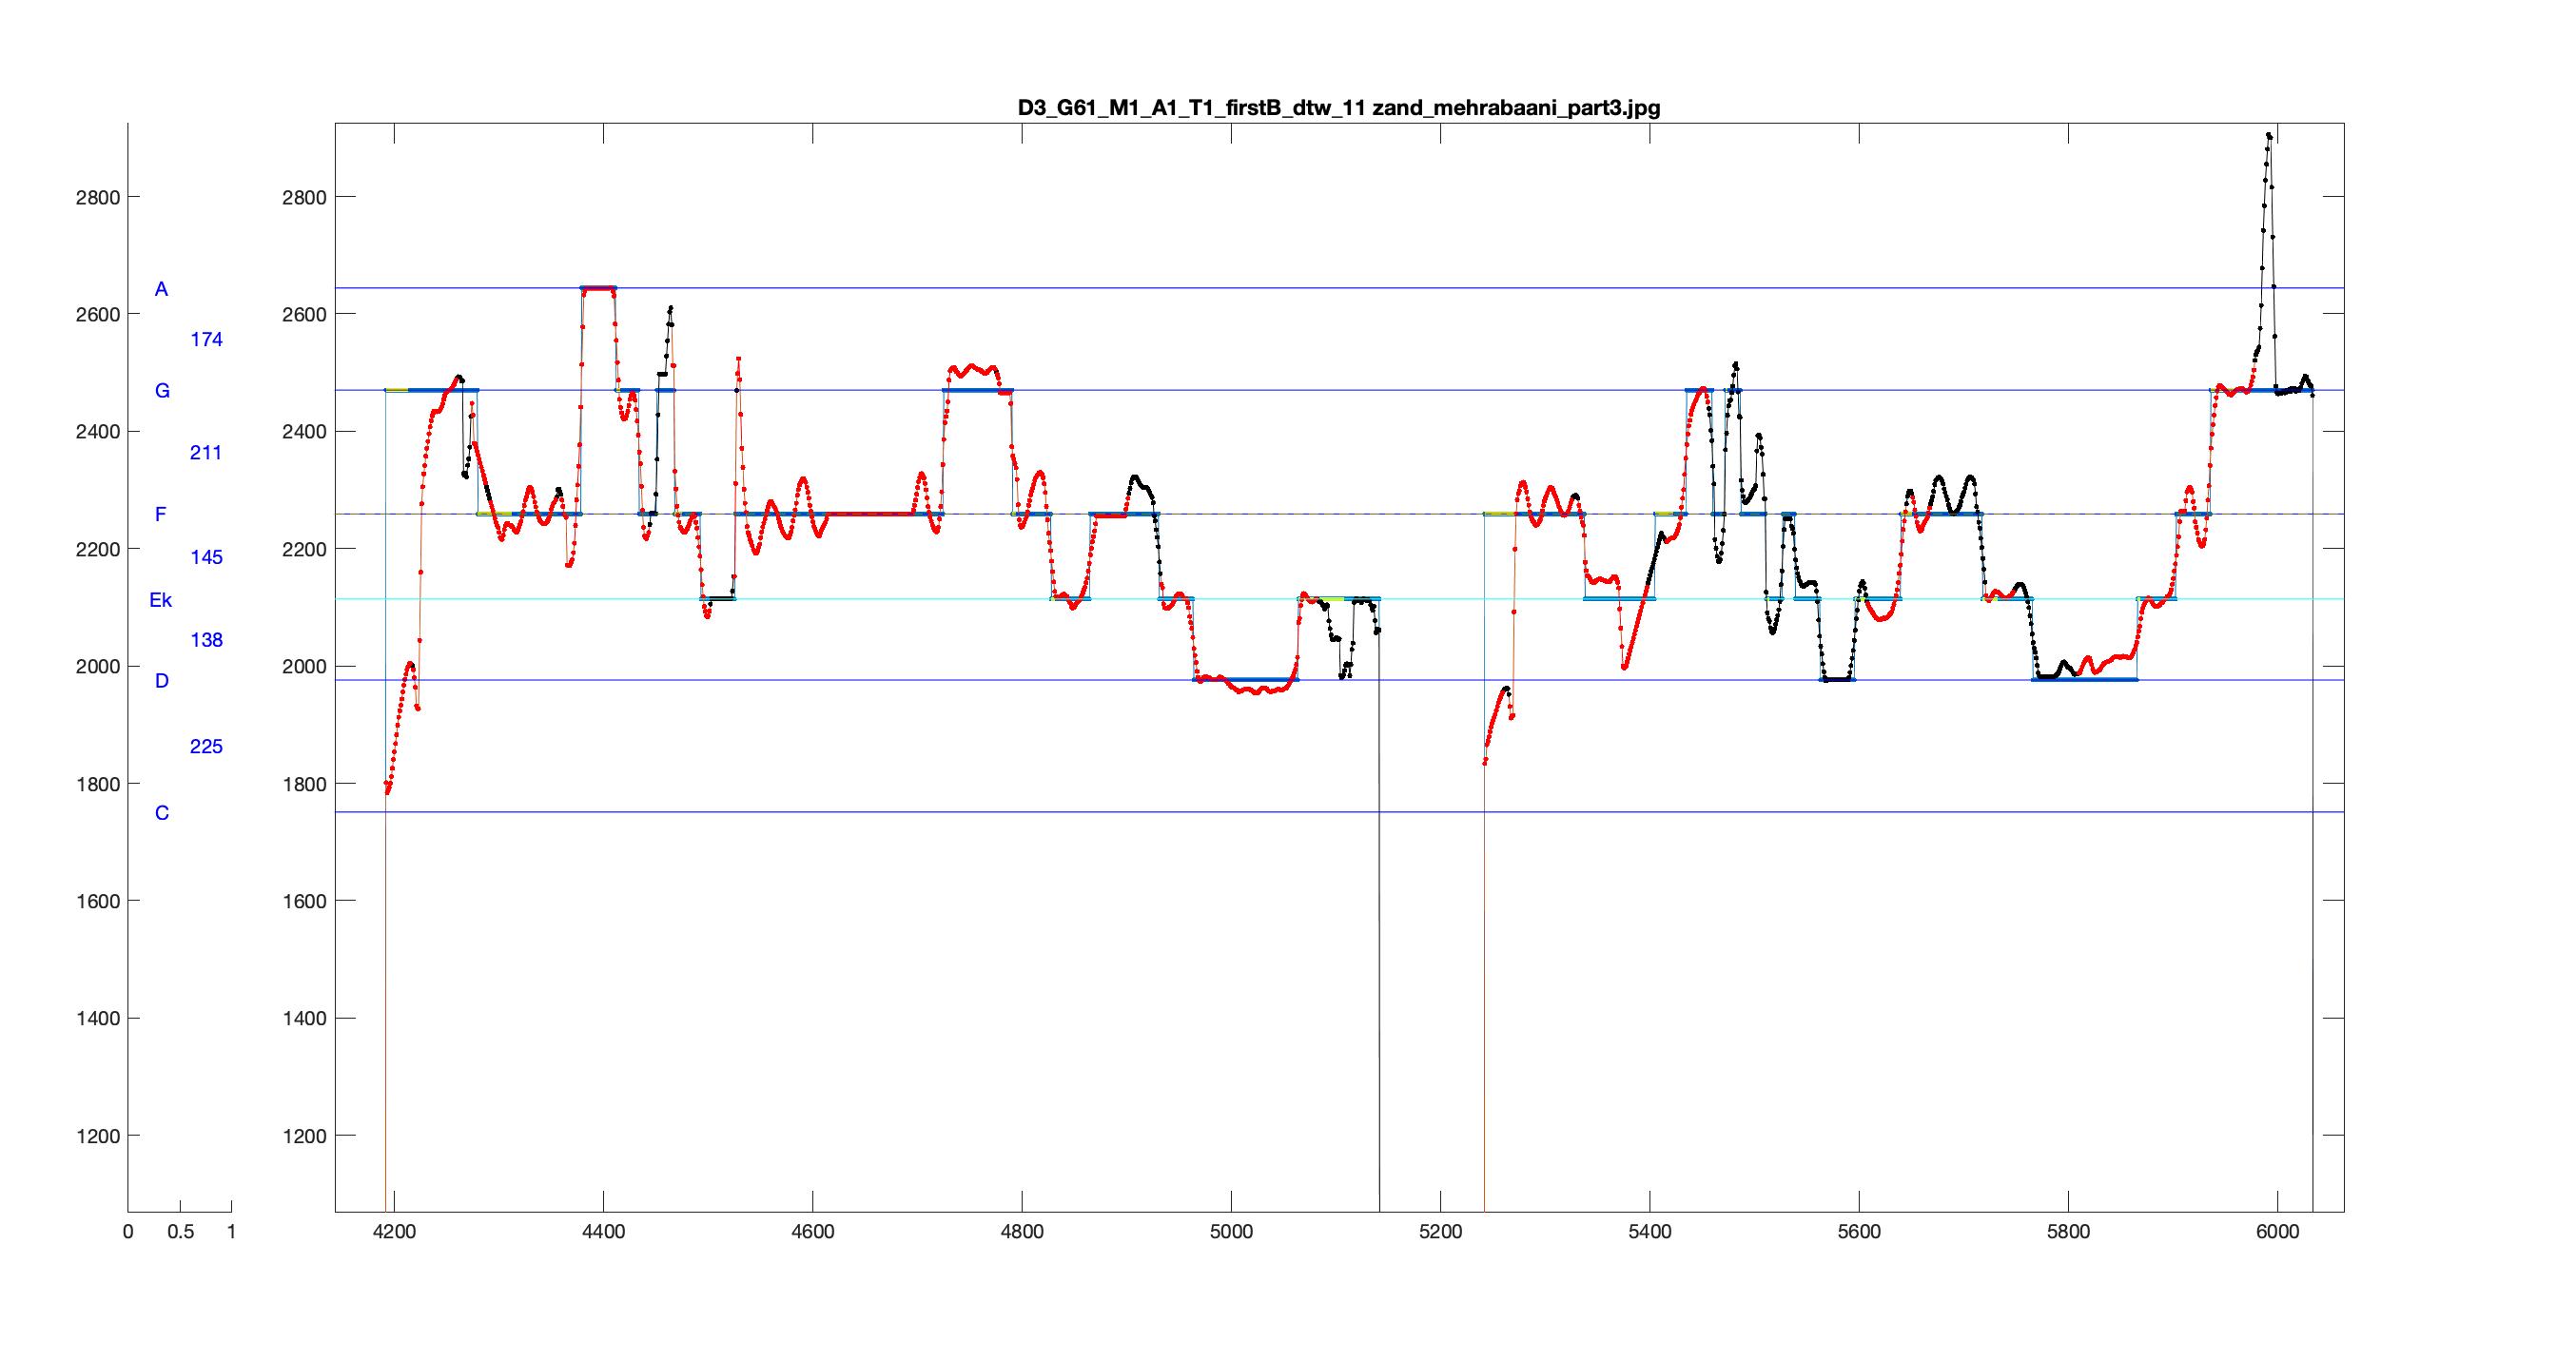 D3_G61_M1_A1_T1_firstB_dtw_11 zand_mehrabaani_part3.jpg
2800 2800
A
2600 174 2600
G
2400 211 2400
F
2200 145 2200
Ek
2000 138 2000
D
1800 225 1800
C
1600 1600
1400 1400
1200 1200
0 0.5 1 4200 4400 4600 4800 5000 5200 5400 5600 5800 6000